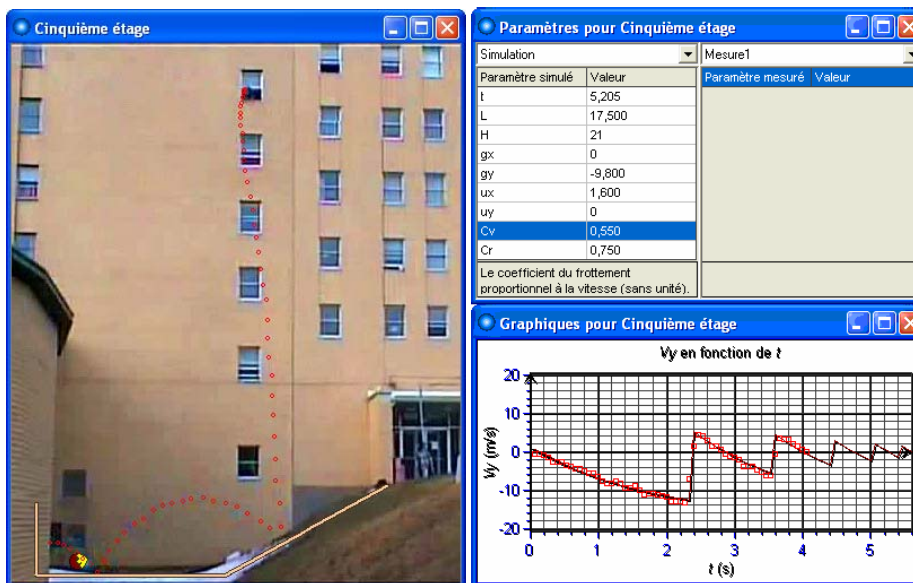 Cinquième étage
Paramètres pour Cinquième étage
Simulation
Mesure1
Paramètre simulé Valeur
Paramètre mesuré Valeur
t 5,205
L 17,500
H 21
gx 0
gy -9,800
ux 1,600
uy 0
Cv 0,550
Cr 0,750
Le coefficient du frottement
proportionnel à la vitesse (sans unité).
Graphiques pour Cinquième étage
Vy en fonction de t
Vy (m/s)
20
10
0
-10
-20
0 1 2 3 4 5
t (s)